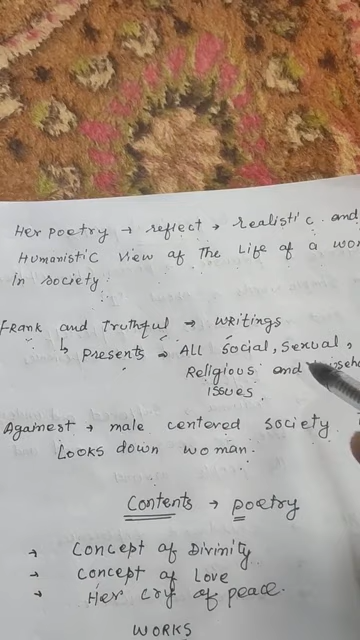 Her poetry → reflect → realistic and
Humanistic view of The Life of a
In society
Frank and Truthful → writings
↳ Presents → All social, sexual,
Religious and
issues.
Against → male centered society
Looks down woman.
Contents → poetry
→ Concept of Divinity
→ Concept of Love
→ Her cry of peace.
WORKS